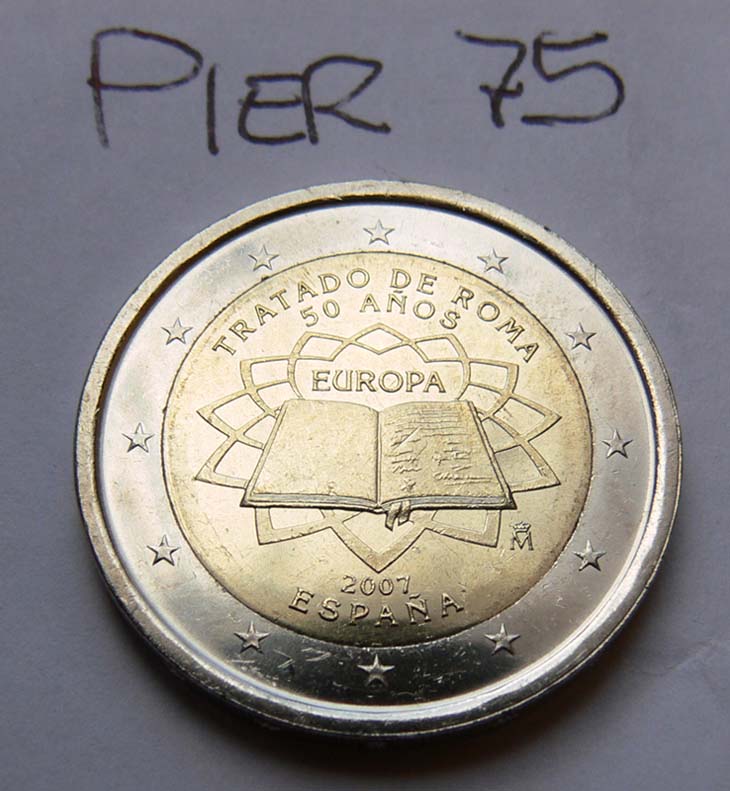 PIER 75
TRATADO DE ROMA
50 AÑOS
EUROPA
M
2007
ESPAÑA